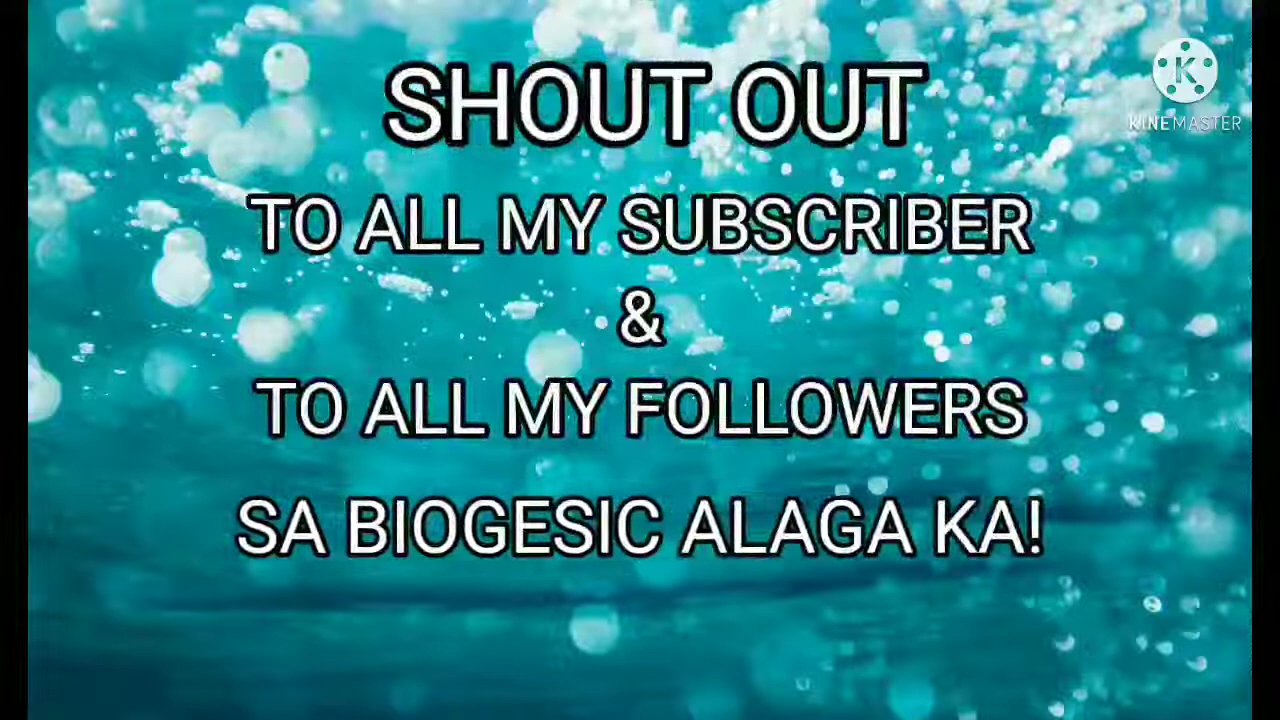 SHOUT OUT
TO ALL MY SUBSCRIBER
&
TO ALL MY FOLLOWERS
SA BIOGESIC ALAGA KA!
K
KINEMASTER